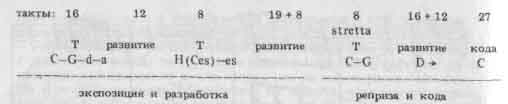 такты: 16 12 8 19 + 8 8 16 + 12 27
stretta
Т развитие Т развитие Т развитие кода
C–G–d–a H (Ces)–es C–G D→ C
экспозиция и разработка реприза и кода